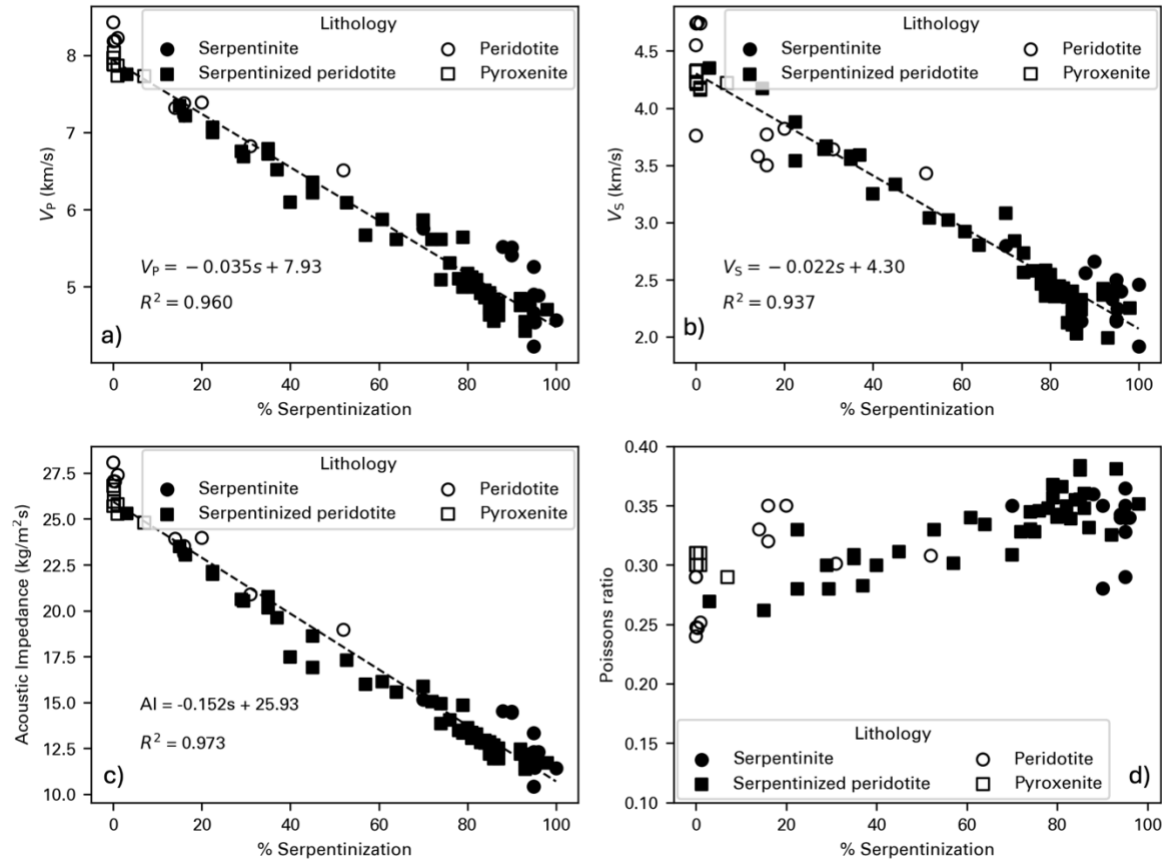 Lithology
Serpentinite
Serpentinized peridotite
Peridotite
Pyroxenite
8
7
6
5
V_P (km/s)
V_P = − 0.035s + 7.93
R² = 0.960
a)
0 20 40 60 80 100
% Serpentinization
Lithology
Serpentinite
Serpentinized peridotite
Peridotite
Pyroxenite
4.5
4.0
3.5
3.0
2.5
2.0
V_S (km/s)
V_S = − 0.022s + 4.30
R² = 0.937
b)
0 20 40 60 80 100
% Serpentinization
Lithology
Serpentinite
Serpentinized peridotite
Peridotite
Pyroxenite
27.5
25.0
22.5
20.0
17.5
15.0
12.5
10.0
Acoustic Impedance (kg/m²s)
AI = -0.152s + 25.93
R² = 0.973
c)
0 20 40 60 80 100
% Serpentinization
0.40
0.35
0.30
0.25
0.20
0.15
0.10
Poissons ratio
Lithology
Serpentinite
Serpentinized peridotite
Peridotite
Pyroxenite
d)
0 20 40 60 80 100
% Serpentinization